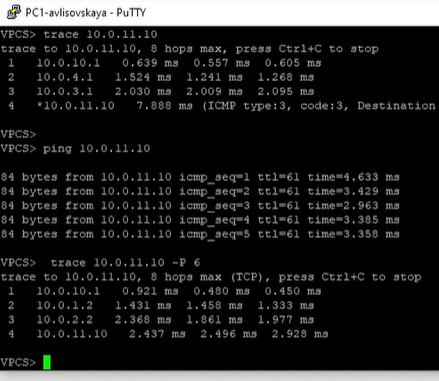 PC1-avlisovskaya - PuTTY
VPCS> trace 10.0.11.10
trace to 10.0.11.10, 8 hops max, press Ctrl+C to stop
1 10.0.10.1 0.639 ms 0.557 ms 0.605 ms
2 10.0.4.1 1.524 ms 1.241 ms 1.268 ms
3 10.0.3.1 2.030 ms 2.009 ms 2.095 ms
4 *10.0.11.10 7.888 ms (ICMP type:3, code:3, Destination
VPCS>
VPCS> ping 10.0.11.10
84 bytes from 10.0.11.10 icmp_seq=1 ttl=61 time=4.633 ms
84 bytes from 10.0.11.10 icmp_seq=2 ttl=61 time=3.429 ms
84 bytes from 10.0.11.10 icmp_seq=3 ttl=61 time=2.963 ms
84 bytes from 10.0.11.10 icmp_seq=4 ttl=61 time=3.385 ms
84 bytes from 10.0.11.10 icmp_seq=5 ttl=61 time=3.358 ms
VPCS> trace 10.0.11.10 -P 6
trace to 10.0.11.10, 8 hops max (TCP), press Ctrl+C to stop
1 10.0.10.1 0.921 ms 0.480 ms 0.450 ms
2 10.0.1.2 1.431 ms 1.458 ms 1.333 ms
3 10.0.2.2 2.368 ms 1.861 ms 1.977 ms
4 10.0.11.10 2.437 ms 2.496 ms 2.928 ms
VPCS>